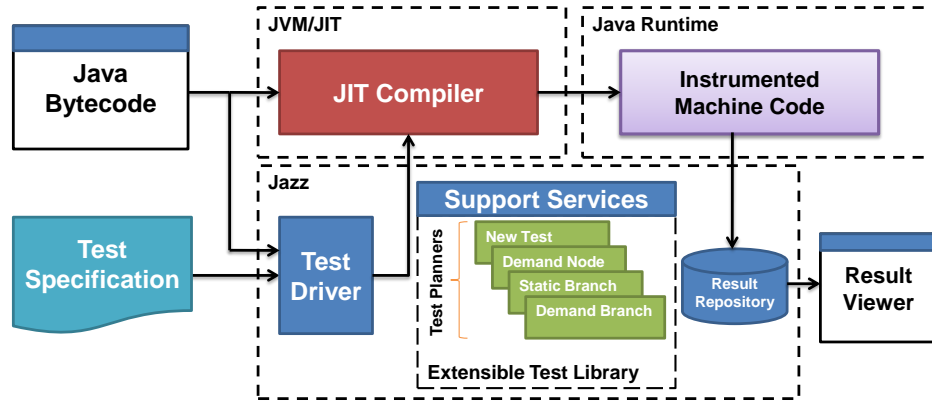 JVM/JIT
Java Runtime
Java
Bytecode
JIT Compiler
Instrumented
Machine Code
Jazz
Support Services
Test
Specification
Test
Driver
Test Planners
New Test
Demand Node
Static Branch
Demand Branch
Extensible Test Library
Result
Repository
Result
Viewer